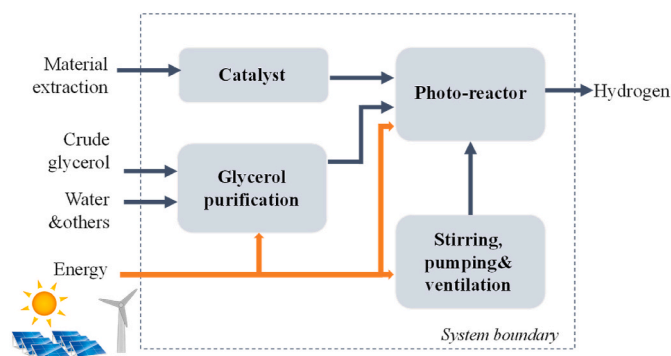 Material
extraction
Catalyst
Photo-reactor
Hydrogen
Crude
glycerol
Water
&others
Glycerol
purification
Energy
Stirring,
pumping&
ventilation
System boundary